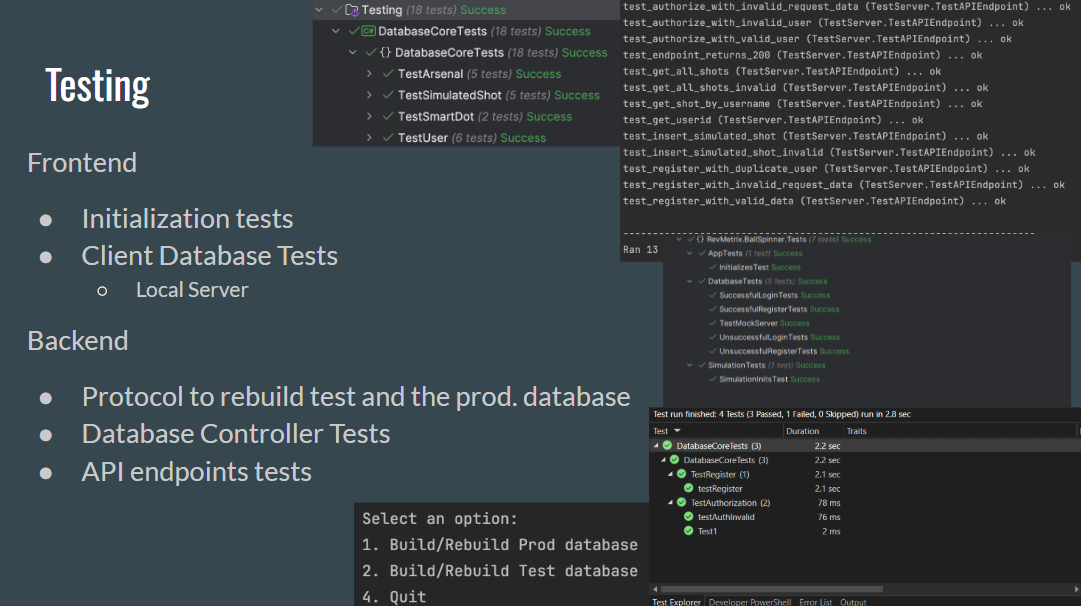 Testing
Frontend
● Initialization tests
● Client Database Tests
○ Local Server
Backend
● Protocol to rebuild test and the prod. database
● Database Controller Tests
● API endpoints tests
Testing (18 tests) Success
C# DatabaseCoreTests (18 tests) Success
{} DatabaseCoreTests (18 tests) Success
TestArsenal (5 tests) Success
TestSimulatedShot (5 tests) Success
TestSmartDot (2 tests) Success
TestUser (6 tests) Success
test_authorize_with_invalid_request_data (TestServer.TestAPIEndpoint) ... ok
test_authorize_with_invalid_user (TestServer.TestAPIEndpoint) ... ok
test_authorize_with_valid_user (TestServer.TestAPIEndpoint) ... ok
test_endpoint_returns_200 (TestServer.TestAPIEndpoint) ... ok
test_get_all_shots (TestServer.TestAPIEndpoint) ... ok
test_get_all_shots_invalid (TestServer.TestAPIEndpoint) ... ok
test_get_shot_by_username (TestServer.TestAPIEndpoint) ... ok
test_get_userid (TestServer.TestAPIEndpoint) ... ok
test_insert_simulated_shot (TestServer.TestAPIEndpoint) ... ok
test_insert_simulated_shot_invalid (TestServer.TestAPIEndpoint) ... ok
test_register_with_duplicate_user (TestServer.TestAPIEndpoint) ... ok
test_register_with_invalid_request_data (TestServer.TestAPIEndpoint) ... ok
test_register_with_valid_data (TestServer.TestAPIEndpoint) ... ok
Ran 13
{} RevMetrix.BallSpinner.Tests (7 tests) Success
AppTests (1 test) Success
InitializesTest Success
DatabaseTests (5 tests) Success
SuccessfulLoginTests Success
SuccessfulRegisterTests Success
TestMockServer Success
UnsuccessfulLoginTests Success
UnsuccessfulRegisterTests Success
SimulationTests (1 test) Success
SimulationInitsTest Success
Test run finished: 4 Tests (3 Passed, 1 Failed, 0 Skipped) run in 2.8 sec
Test Duration Traits
DatabaseCoreTests (3) 2.2 sec
DatabaseCoreTests (3) 2.2 sec
TestRegister (1) 2.1 sec
testRegister 2.1 sec
TestAuthorization (2) 78 ms
testAuthInvalid 76 ms
Test1 2 ms
Test Explorer Developer PowerShell Error List Output
Select an option:
1. Build/Rebuild Prod database
2. Build/Rebuild Test database
4. Quit